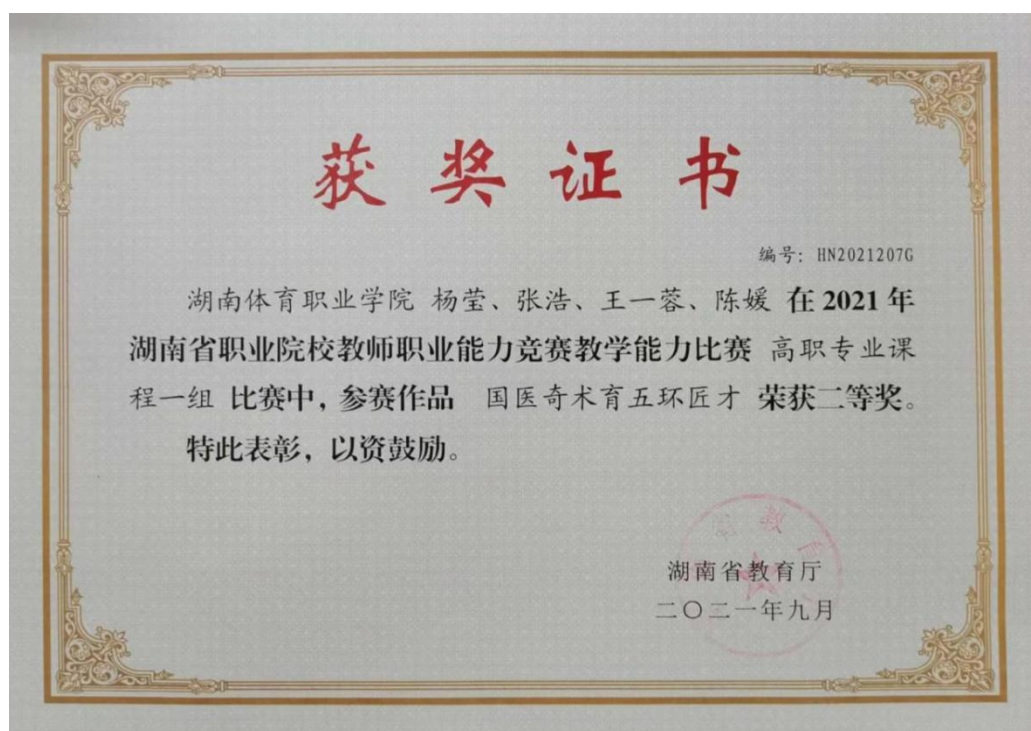 获奖证书
编号：HN2021207G
湖南体育职业学院 杨莹、张浩、王一蓉、陈媛 在2021年
湖南省职业院校教师职业能力竞赛教学能力比赛 高职专业课
程一组 比赛中，参赛作品 国医奇术育五环匠才 荣获二等奖。
特此表彰，以资鼓励。
湖南省教育厅
二〇二一年九月